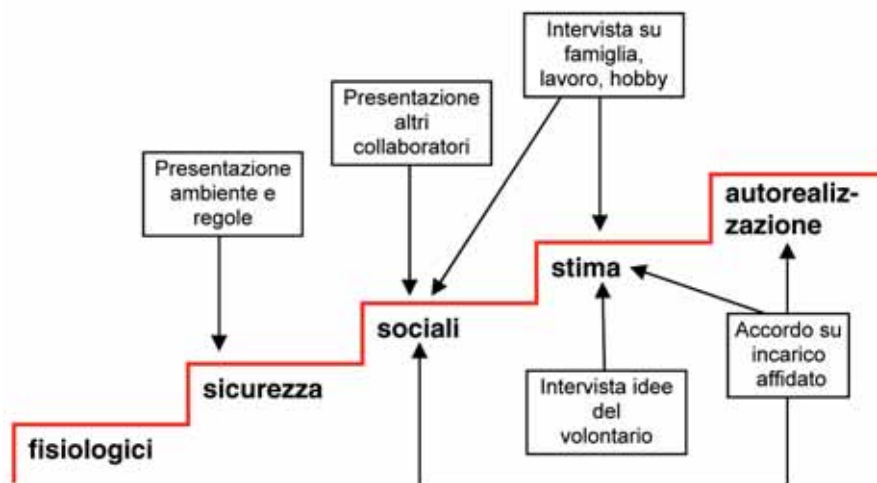 Intervista su
famiglia,
lavoro, hobby
Presentazione
altri
collaboratori
Presentazione
ambiente e
regole
autorealiz-
zazione
stima
sociali
Accordo su
incarico
affidato
sicurezza
Intervista idee
del
volontario
fisiologici